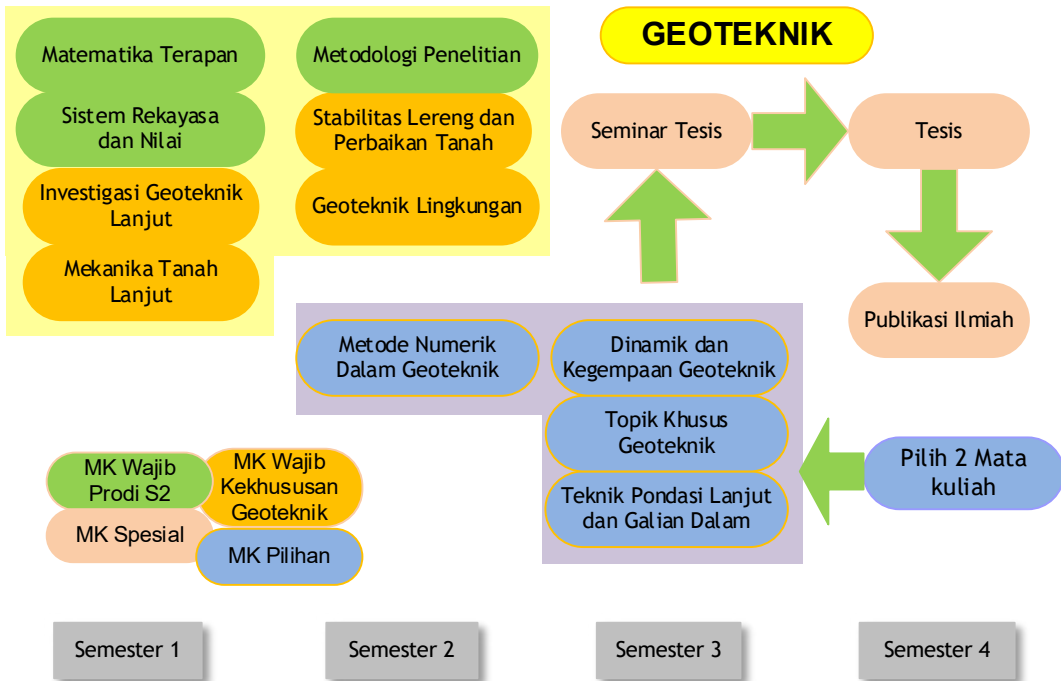 GEOTEKNIK
Matematika Terapan
Sistem Rekayasa
dan Nilai
Investigasi Geoteknik
Lanjut
Mekanika Tanah
Lanjut
Metodologi Penelitian
Stabilitas Lereng dan
Perbaikan Tanah
Geoteknik Lingkungan
Seminar Tesis
Tesis
Publikasi Ilmiah
Metode Numerik
Dalam Geoteknik
Dinamik dan
Kegempaan Geoteknik
Topik Khusus
Geoteknik
Teknik Pondasi Lanjut
dan Galian Dalam
Pilih 2 Mata
kuliah
MK Wajib
Prodi S2
MK Wajib
Kekhususan
Geoteknik
MK Spesial
MK Pilihan
Semester 1
Semester 2
Semester 3
Semester 4